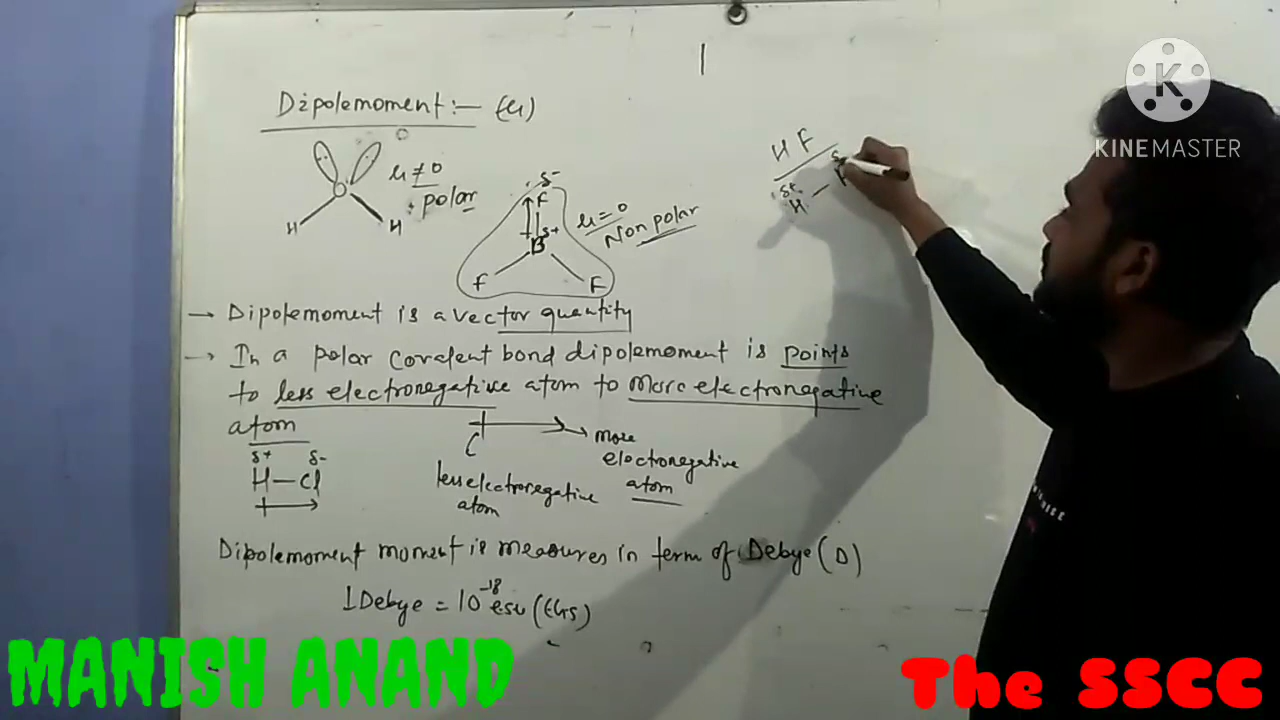 Dipolemoment :— (μ)
H F
μ ≠ 0
polar
H
H
δ-
F
δ+
B
F
F
μ = 0
Non polar
δ+
H —
→ Dipolemoment is a vector quantity
→ In a polar covalent bond dipolemoment is points
to less electronegative atom to more electronegative
atom
δ+ δ-
H — Cl
more
electronegative
atom
less electronegative
atom
Dipolemoment moment is measures in term of Debye (D)
1 Debye = 10⁻¹⁸ esu (CGS)
K
KINEMASTER
MANISH ANAND
The SSCC